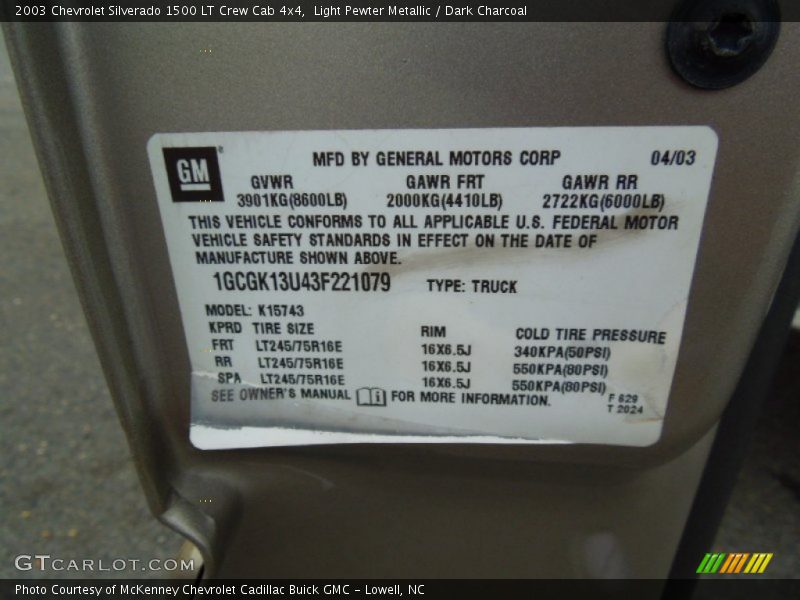 2003 Chevrolet Silverado 1500 LT Crew Cab 4x4,  Light Pewter Metallic / Dark Charcoal
GM
MFD BY GENERAL MOTORS CORP 04/03
GVWR GAWR FRT GAWR RR
3901KG(8600LB) 2000KG(4410LB) 2722KG(6000LB)
THIS VEHICLE CONFORMS TO ALL APPLICABLE U.S. FEDERAL MOTOR
VEHICLE SAFETY STANDARDS IN EFFECT ON THE DATE OF
MANUFACTURE SHOWN ABOVE.
1GCGK13U43F221079 TYPE: TRUCK
MODEL: K15743
KPRD TIRE SIZE RIM COLD TIRE PRESSURE
FRT LT245/75R16E 16X6.5J 340KPA(50PSI)
RR LT245/75R16E 16X6.5J 550KPA(80PSI)
SPA LT245/75R16E 16X6.5J 550KPA(80PSI)
SEE OWNER'S MANUAL FOR MORE INFORMATION.
F 629
T 2024
GTCARLOT.COM
Photo Courtesy of McKenney Chevrolet Cadillac Buick GMC - Lowell, NC